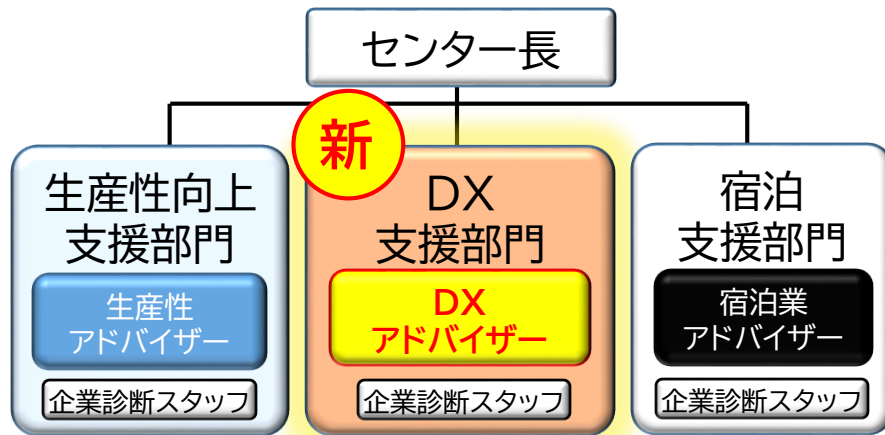 センター長
新
生産性向上
支援部門
生産性
アドバイザー
企業診断スタッフ
DX
支援部門
DX
アドバイザー
企業診断スタッフ
宿泊
支援部門
宿泊業
アドバイザー
企業診断スタッフ